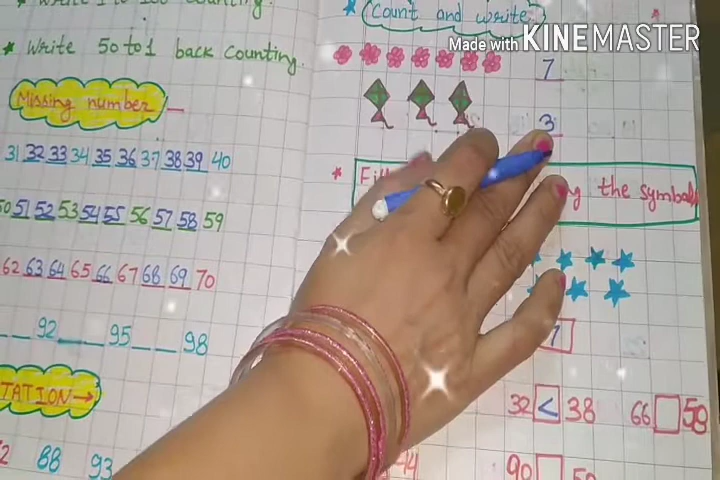 * Write 50 to 1 back counting.
Missing number
31 32 33 34 35 36 37 38 39 40
50 51 52 53 54 55 56 57 58 59
62 63 64 65 66 67 68 69 70
92 95 98
88 93
* Count and write.
Made with KINEMASTER
7
3
the symbol
7
32 < 38 66 58
90